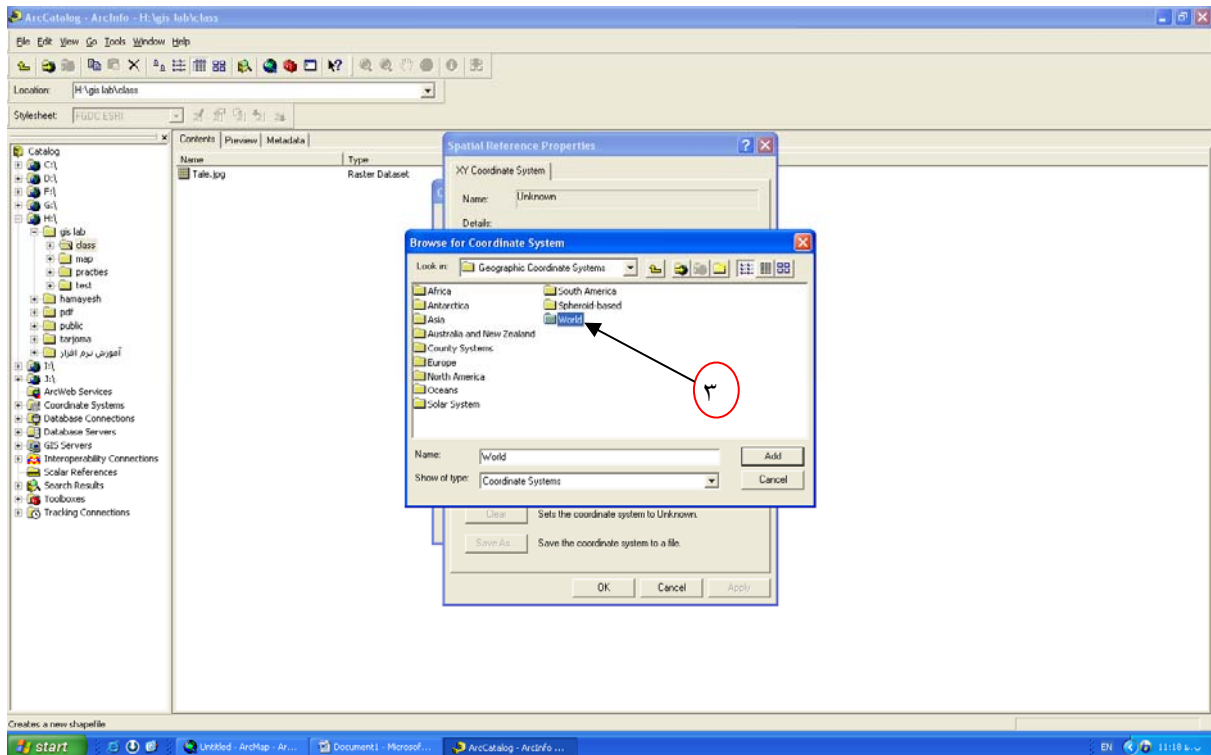 ArcCatalog - ArcInfo - H:\gis lab\class
File Edit View Go Tools Window Help
Location: H:\gis lab\class
Stylesheet: FGDC ESRI
Contents Preview Metadata
Name Type
Tale.jpg Raster Dataset
Catalog
C:\
D:\
F:\
G:\
H:\
gis lab
class
map
practies
test
hamayesh
pdf
public
tarjoma
آموزش نرم افزار
I:\
J:\
ArcWeb Services
Coordinate Systems
Database Connections
Database Servers
GIS Servers
Interoperability Connections
Scalar References
Search Results
Toolboxes
Tracking Connections
Spatial Reference Properties
XY Coordinate System
Name: Unknown
Details:
Browse for Coordinate System
Look in: Geographic Coordinate Systems
Africa
Antarctica
Asia
Australia and New Zealand
County Systems
Europe
North America
Oceans
Solar System
South America
Spheroid-based
World
۳
Name: World
Add
Show of type: Coordinate Systems
Cancel
Clear Sets the coordinate system to Unknown.
Save As... Save the coordinate system to a file.
OK Cancel Apply
Creates a new shapefile
start
Untitled - ArcMap - Ar...
Document1 - Microsof...
ArcCatalog - ArcInfo ...
EN
11:18